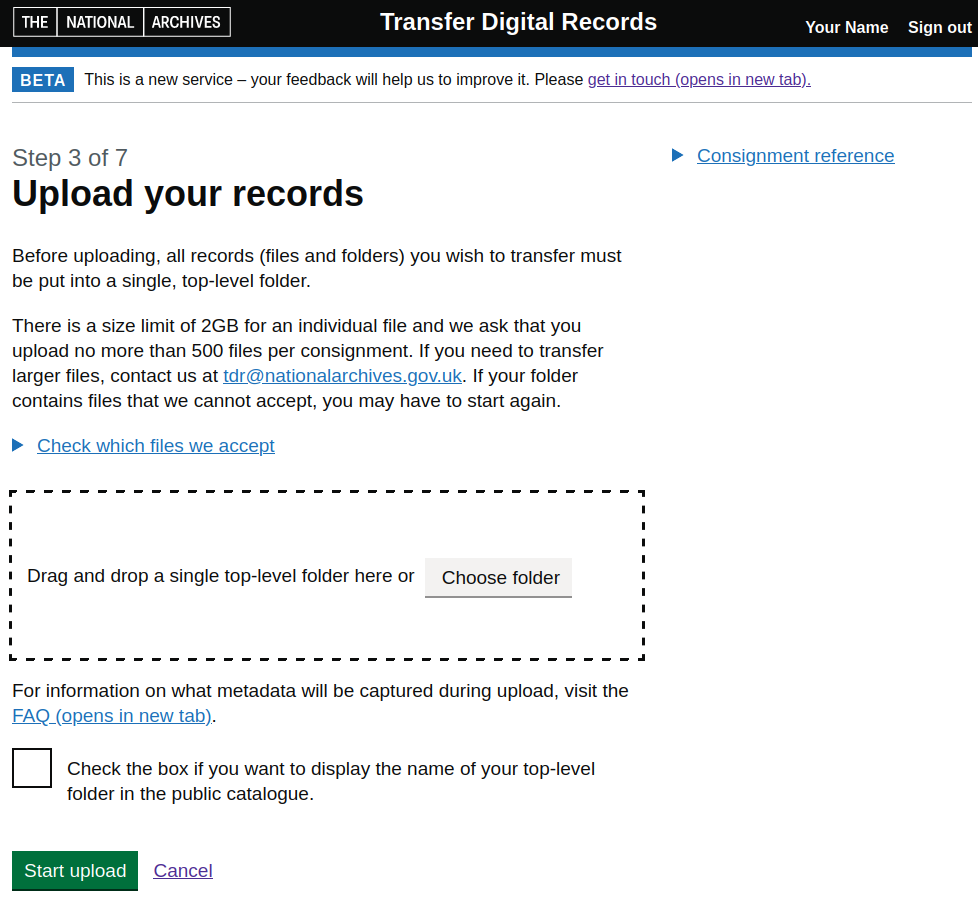 THE NATIONAL ARCHIVES
Transfer Digital Records
Your Name Sign out
BETA This is a new service – your feedback will help us to improve it. Please get in touch (opens in new tab).
Step 3 of 7
Upload your records
Consignment reference
Before uploading, all records (files and folders) you wish to transfer must
be put into a single, top-level folder.
There is a size limit of 2GB for an individual file and we ask that you
upload no more than 500 files per consignment. If you need to transfer
larger files, contact us at tdr@nationalarchives.gov.uk. If your folder
contains files that we cannot accept, you may have to start again.
Check which files we accept
Drag and drop a single top-level folder here or Choose folder
For information on what metadata will be captured during upload, visit the
FAQ (opens in new tab).
Check the box if you want to display the name of your top-level
folder in the public catalogue.
Start upload Cancel